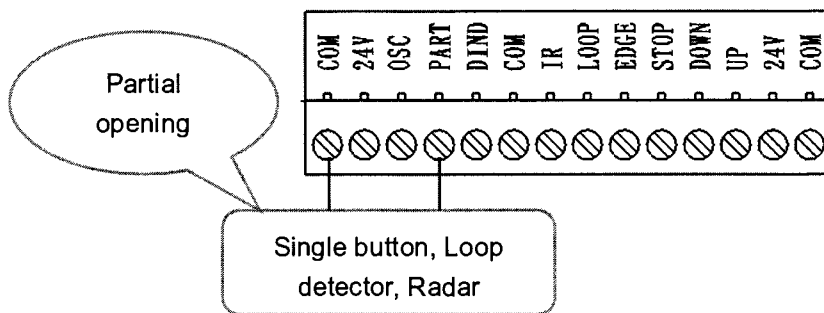 COM 24V OSC PART DIND COM IR LOOP EDGE STOP DOWN UP 24V COM
Partial
opening
Single button, Loop
detector, Radar